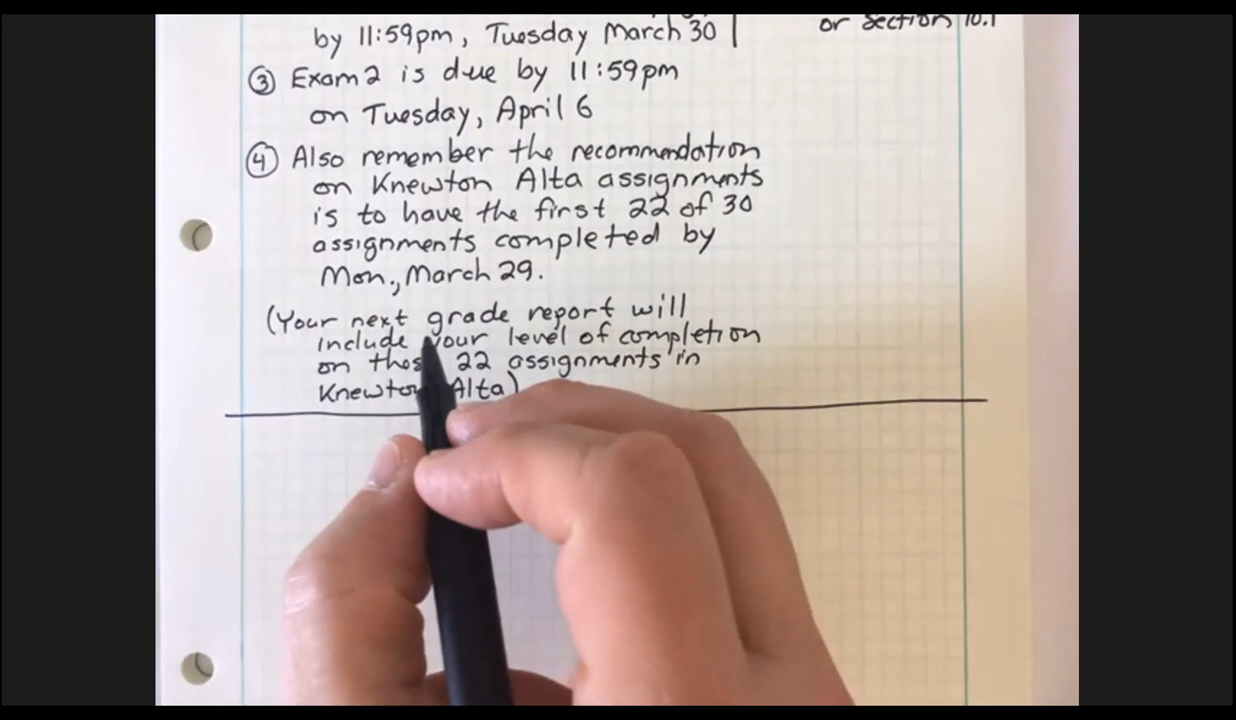 by 11:59pm, Tuesday March 30
or section 10.1
③ Exam 2 is due by 11:59pm
on Tuesday, April 6
④ Also remember the recommendation
on Knewton Alta assignments
is to have the first 22 of 30
assignments completed by
Mon., March 29.
(Your next grade report will
include your level of completion
on those 22 assignments in
Knewton Alta)